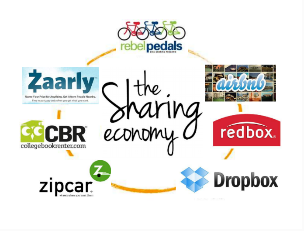 rebelpedals
Zaarly
airbnb
the
Sharing
economy
CBR
collegebookrenter.com
redbox.
zipcar
Dropbox